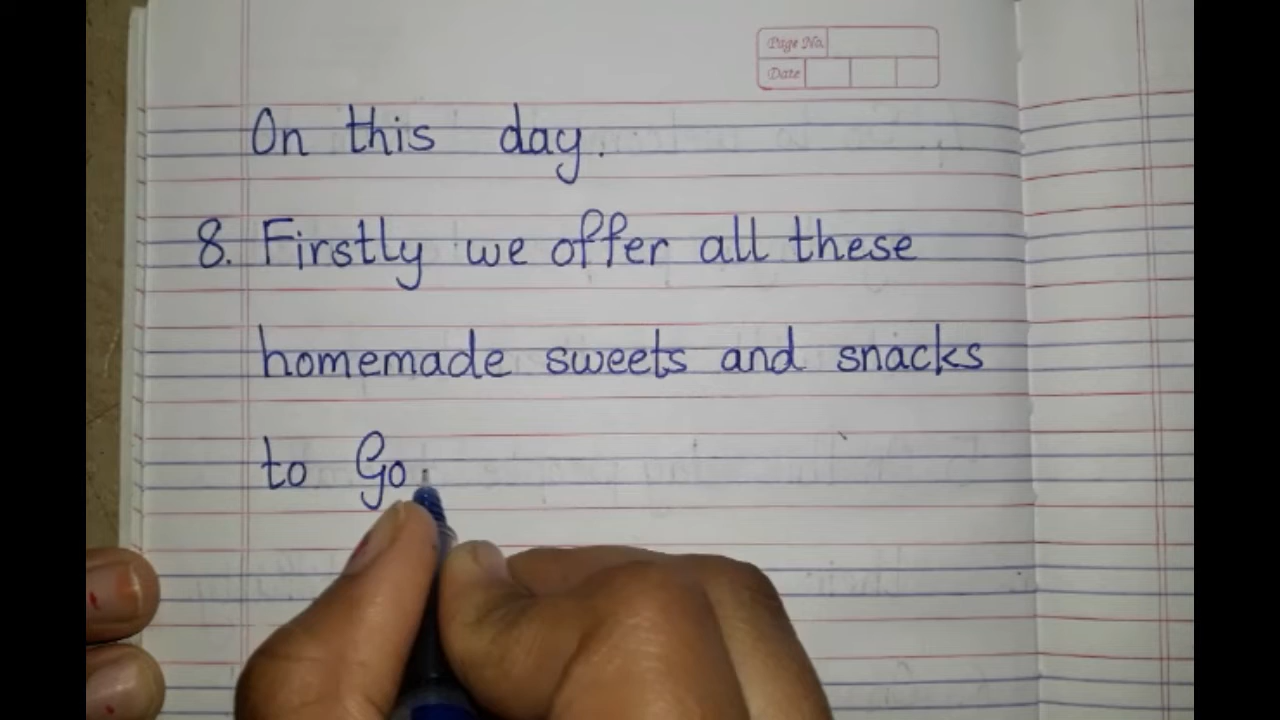 Page No.
Date
On this day.
8. Firstly we offer all these
homemade sweets and snacks
to Go